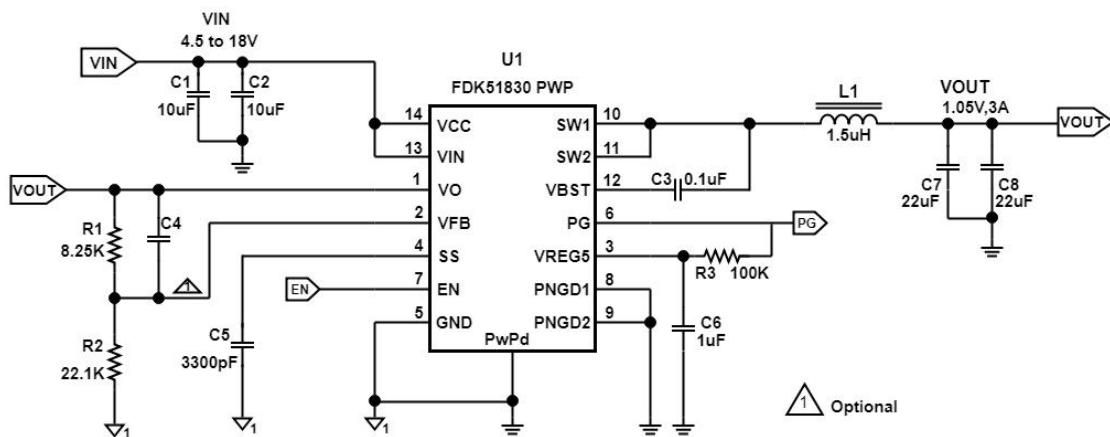 VIN
4.5 to 18V
VIN
C1
10uF
C2
10uF
U1
FDK51830 PWP
14 VCC
13 VIN
1 VO
2 VFB
4 SS
7 EN
5 GND
SW1 10
SW2 11
VBST 12
PG 6
VREG5 3
PNGD1 8
PNGD2 9
PwPd
VOUT
R1
8.25K
C4
1
R2
22.1K
C5
3300pF
EN
1
1
1
C3 0.1uF
L1
1.5uH
VOUT
1.05V,3A
VOUT
C7
22uF
C8
22uF
PG
R3 100K
C6
1uF
1 Optional